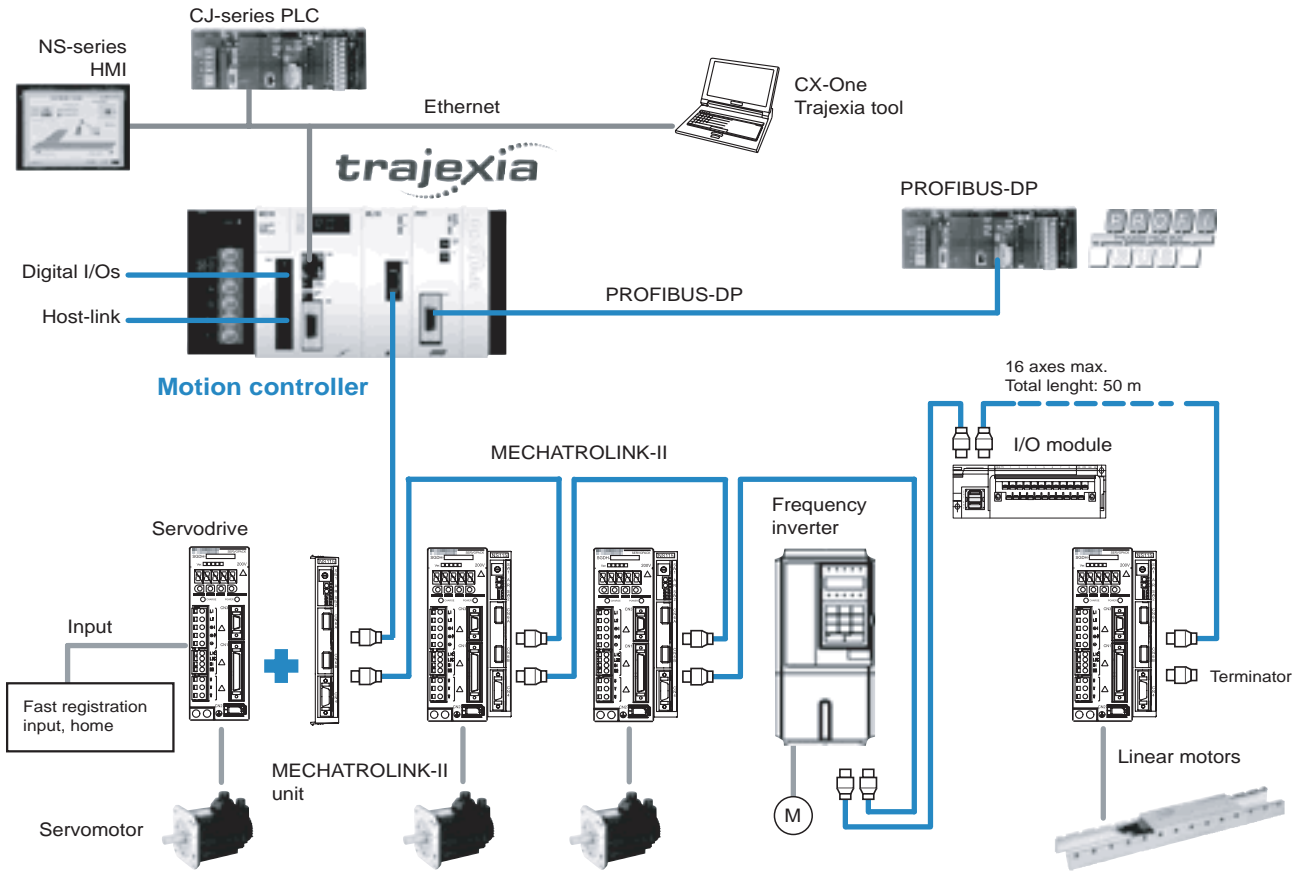 CJ-series PLC
NS-series
HMI
Ethernet
CX-One
Trajexia tool
trajexia
PROFIBUS-DP
Digital I/Os
Host-link
PROFIBUS-DP
Motion controller
16 axes max.
Total lenght: 50 m
MECHATROLINK-II
I/O module
Servodrive
Frequency
inverter
Input
Fast registration
input, home
Terminator
MECHATROLINK-II
unit
Linear motors
Servomotor
M